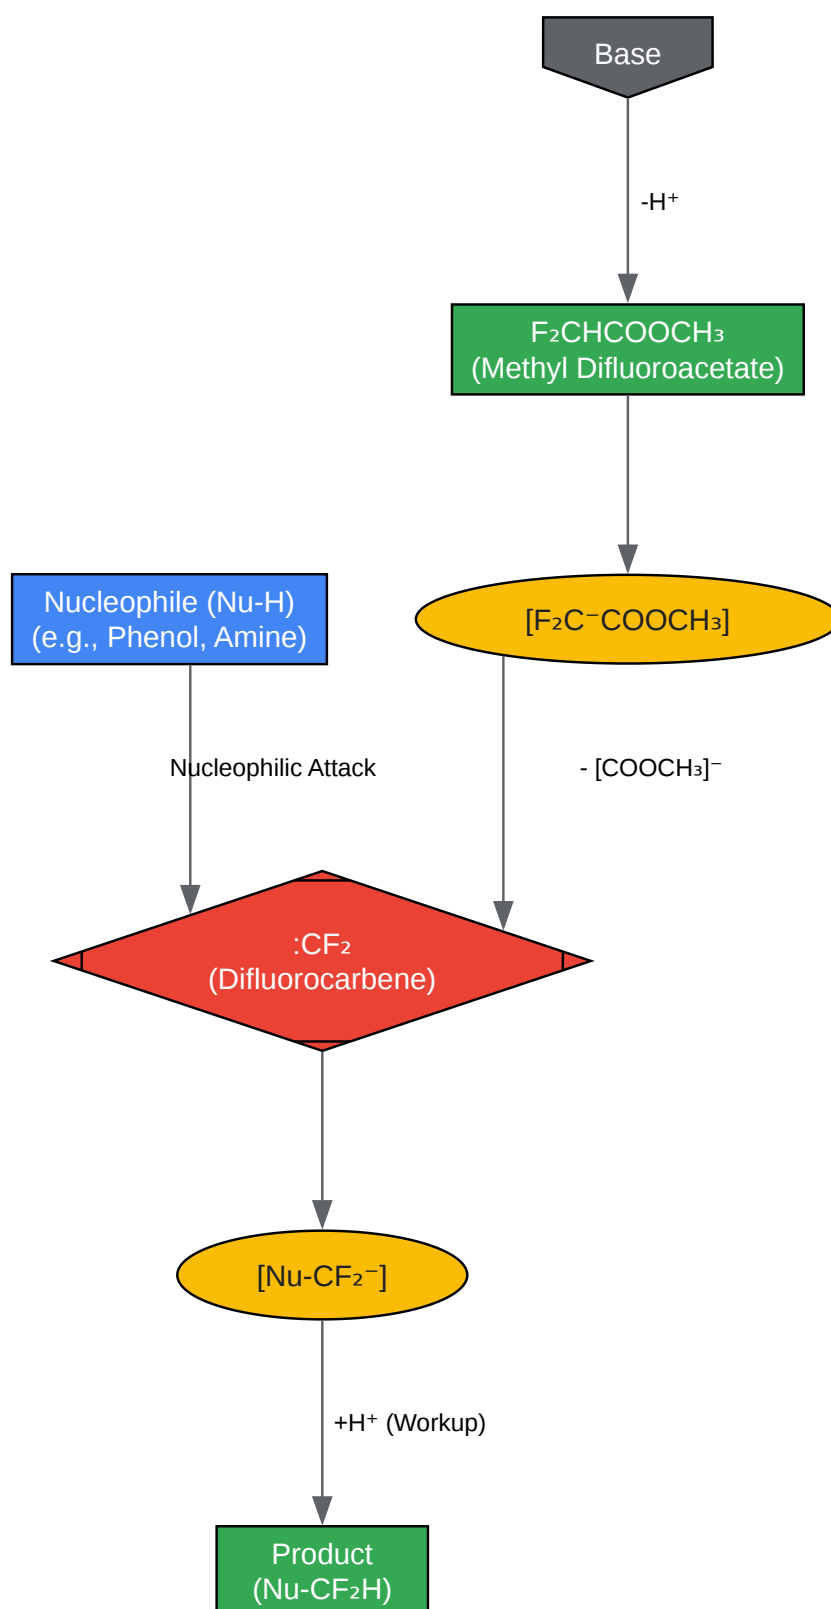 Base
-H⁺
F₂CHCOOCH₃
(Methyl Difluoroacetate)
Nucleophile (Nu-H)
(e.g., Phenol, Amine)
[F₂C⁻COOCH₃]
Nucleophilic Attack
- [COOCH₃]⁻
:CF₂
(Difluorocarbene)
[Nu-CF₂⁻]
+H⁺ (Workup)
Product
(Nu-CF₂H)